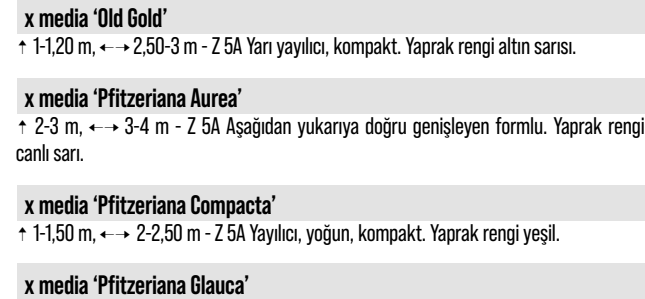 x media ‘Old Gold’
↑ 1-1,20 m, ←→ 2,50-3 m - Z 5A Yarı yayılıcı, kompakt. Yaprak rengi altın sarısı.
x media ‘Pfitzeriana Aurea’
↑ 2-3 m, ←→ 3-4 m - Z 5A Aşağıdan yukarıya doğru genişleyen formlu. Yaprak rengi
canlı sarı.
x media ‘Pfitzeriana Compacta’
↑ 1-1,50 m, ←→ 2-2,50 m - Z 5A Yayılıcı, yoğun, kompakt. Yaprak rengi yeşil.
x media ‘Pfitzeriana Glauca’